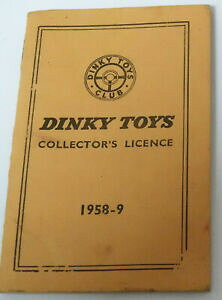 DINKY TOYS
CLUB
DINKY TOYS
COLLECTOR'S LICENCE
1958-9